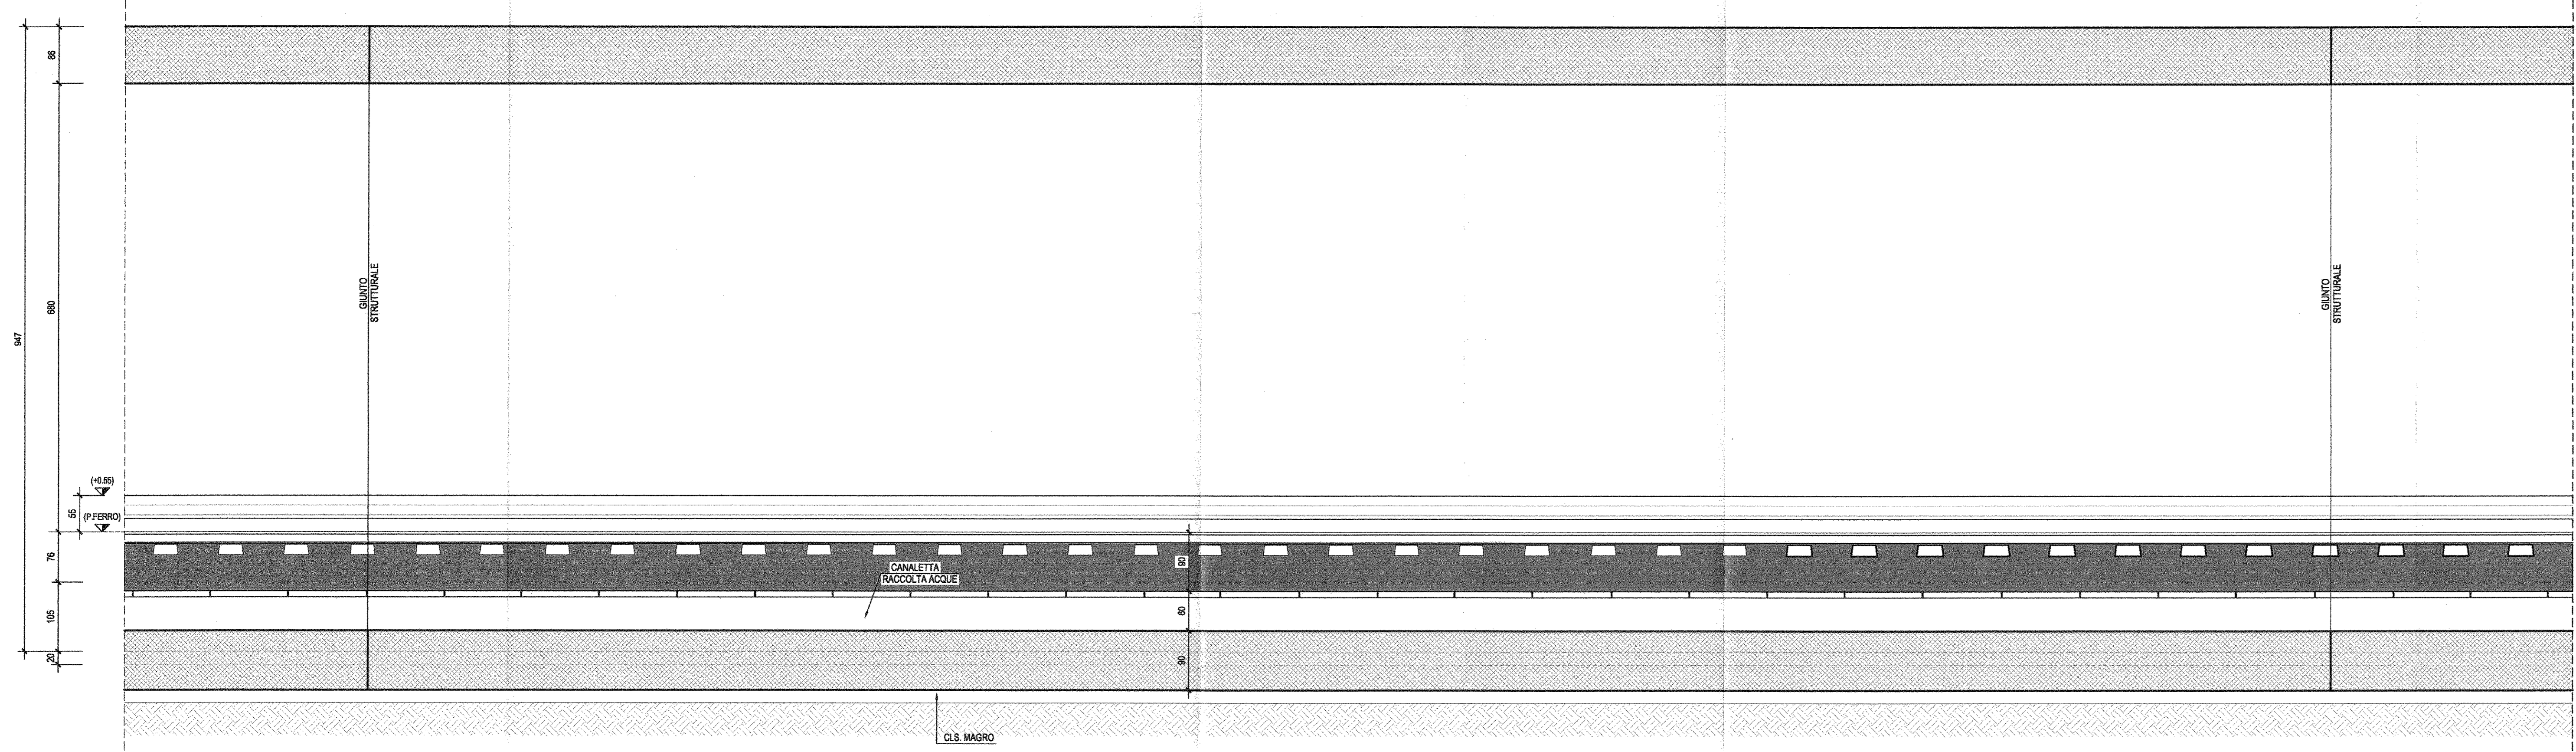 86
680
947
(+0.55)
55
(P.FERRO)
76
105
20
GIUNTO
STRUTTURALE
GIUNTO
STRUTTURALE
CANALETTA
RACCOLTA ACQUE
90
60
90
CLS. MAGRO